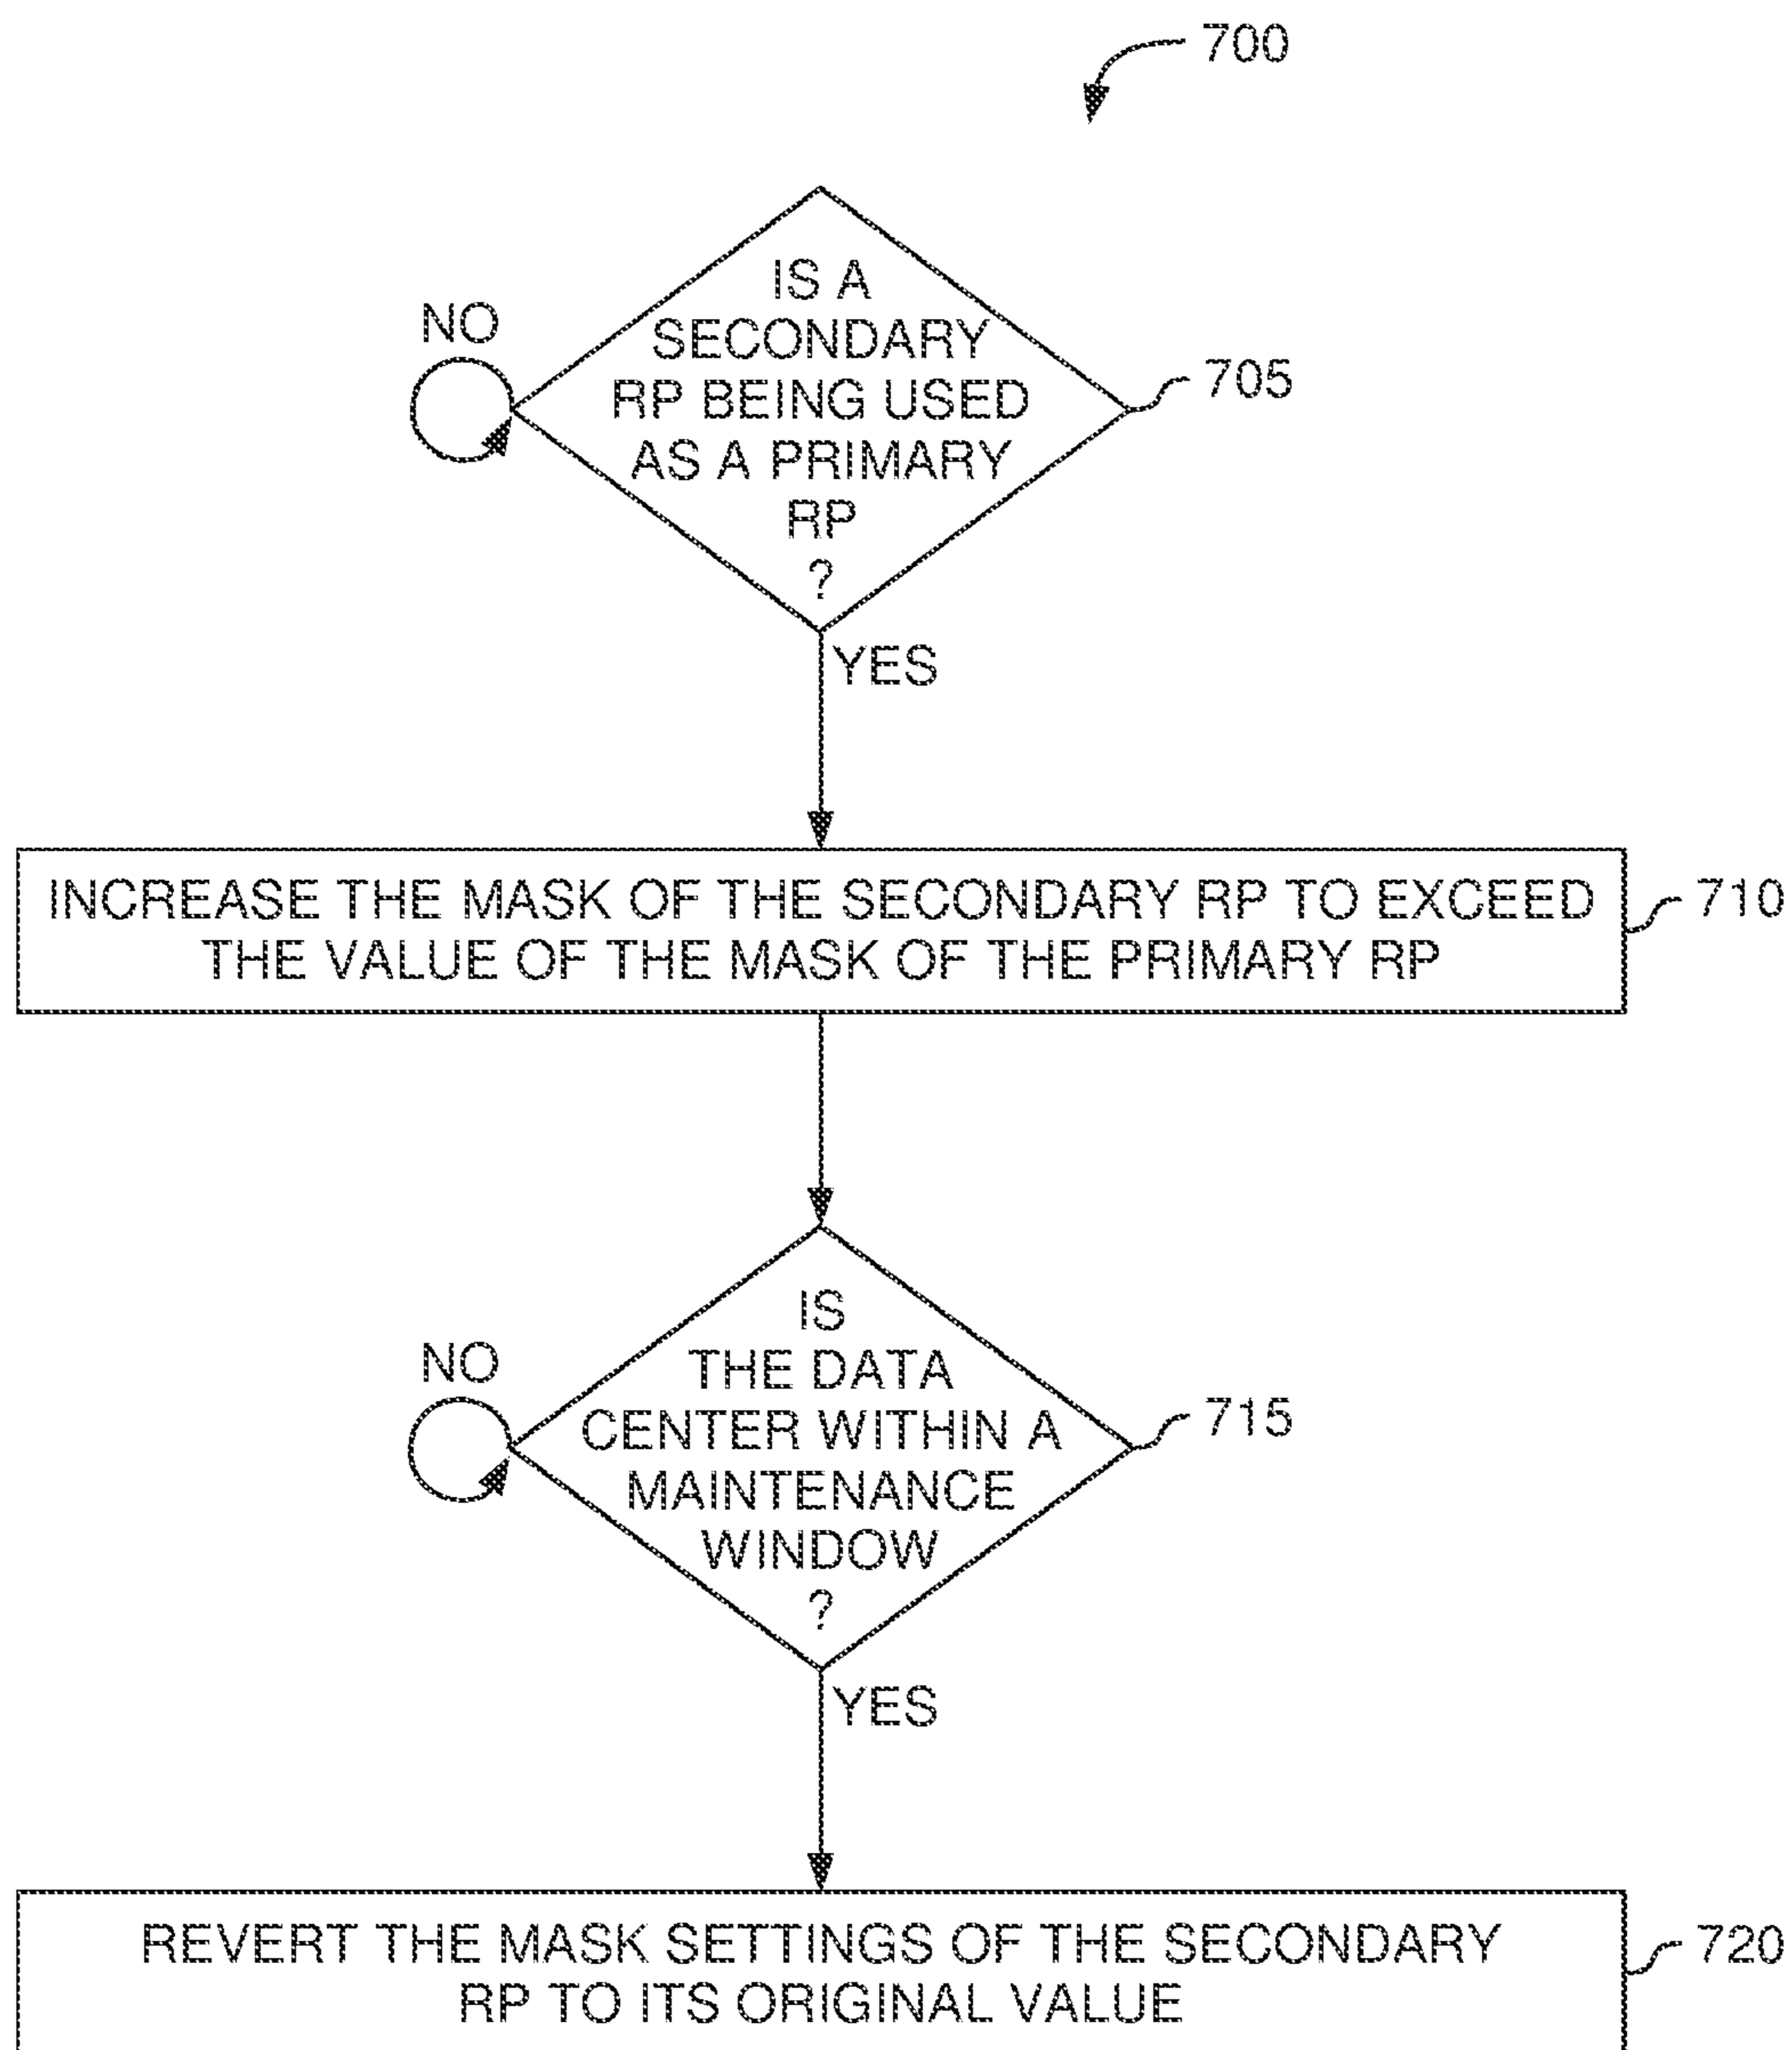 700
IS A
SECONDARY
RP BEING USED
AS A PRIMARY
RP
?
NO
705
YES
INCREASE THE MASK OF THE SECONDARY RP TO EXCEED
THE VALUE OF THE MASK OF THE PRIMARY RP
710
IS
THE DATA
CENTER WITHIN A
MAINTENANCE
WINDOW
?
NO
715
YES
REVERT THE MASK SETTINGS OF THE SECONDARY
RP TO ITS ORIGINAL VALUE
720